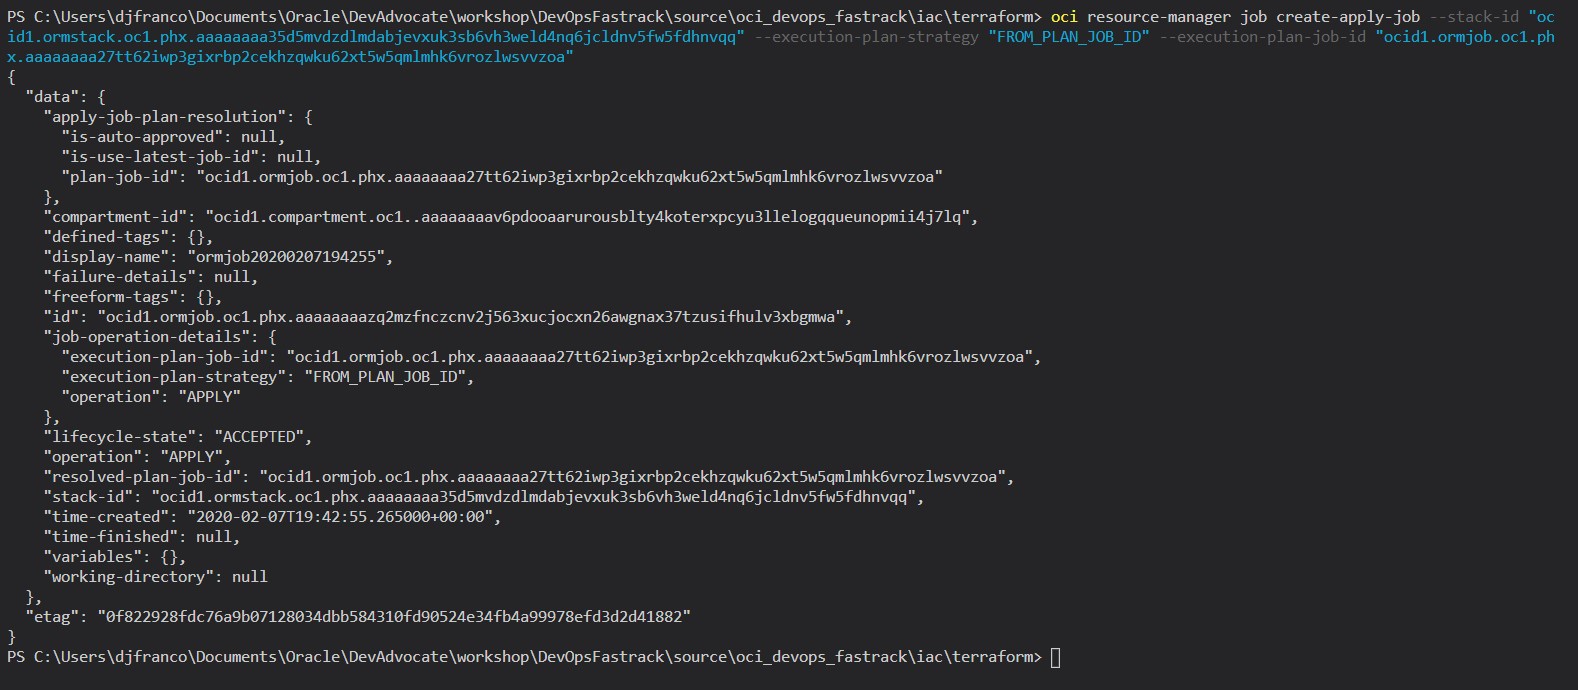 PS C:\Users\djfranco\Documents\Oracle\DevAdvocate\workshop\DevOpsFastrack\source\oci_devops_fastrack\iac\terraform> oci resource-manager job create-apply-job --stack-id "oc
id1.ormstack.oc1.phx.aaaaaaaa35d5mvdzdlmdabjevxuk3sb6vh3weld4nq6jcldnv5fw5fdhnvqq" --execution-plan-strategy "FROM_PLAN_JOB_ID" --execution-plan-job-id "ocid1.ormjob.oc1.ph
x.aaaaaaaa27tt62iwp3gixrbp2cekhzqwku62xt5w5qmlmhk6vrozlwsvvzoa"
{
  "data": {
    "apply-job-plan-resolution": {
      "is-auto-approved": null,
      "is-use-latest-job-id": null,
      "plan-job-id": "ocid1.ormjob.oc1.phx.aaaaaaaa27tt62iwp3gixrbp2cekhzqwku62xt5w5qmlmhk6vrozlwsvvzoa"
    },
    "compartment-id": "ocid1.compartment.oc1..aaaaaaaav6pdooaarurousblty4koterxpcyu3llelogqqueunopmii4j7lq",
    "defined-tags": {},
    "display-name": "ormjob20200207194255",
    "failure-details": null,
    "freeform-tags": {},
    "id": "ocid1.ormjob.oc1.phx.aaaaaaaazq2mzfnczcnv2j563xucjocxn26awgnax37tzusifhulv3xbgmwa",
    "job-operation-details": {
      "execution-plan-job-id": "ocid1.ormjob.oc1.phx.aaaaaaaa27tt62iwp3gixrbp2cekhzqwku62xt5w5qmlmhk6vrozlwsvvzoa",
      "execution-plan-strategy": "FROM_PLAN_JOB_ID",
      "operation": "APPLY"
    },
    "lifecycle-state": "ACCEPTED",
    "operation": "APPLY",
    "resolved-plan-job-id": "ocid1.ormjob.oc1.phx.aaaaaaaa27tt62iwp3gixrbp2cekhzqwku62xt5w5qmlmhk6vrozlwsvvzoa",
    "stack-id": "ocid1.ormstack.oc1.phx.aaaaaaaa35d5mvdzdlmdabjevxuk3sb6vh3weld4nq6jcldnv5fw5fdhnvqq",
    "time-created": "2020-02-07T19:42:55.265000+00:00",
    "time-finished": null,
    "variables": {},
    "working-directory": null
  },
  "etag": "0f822928fdc76a9b07128034dbb584310fd90524e34fb4a99978efd3d2d41882"
}
PS C:\Users\djfranco\Documents\Oracle\DevAdvocate\workshop\DevOpsFastrack\source\oci_devops_fastrack\iac\terraform>